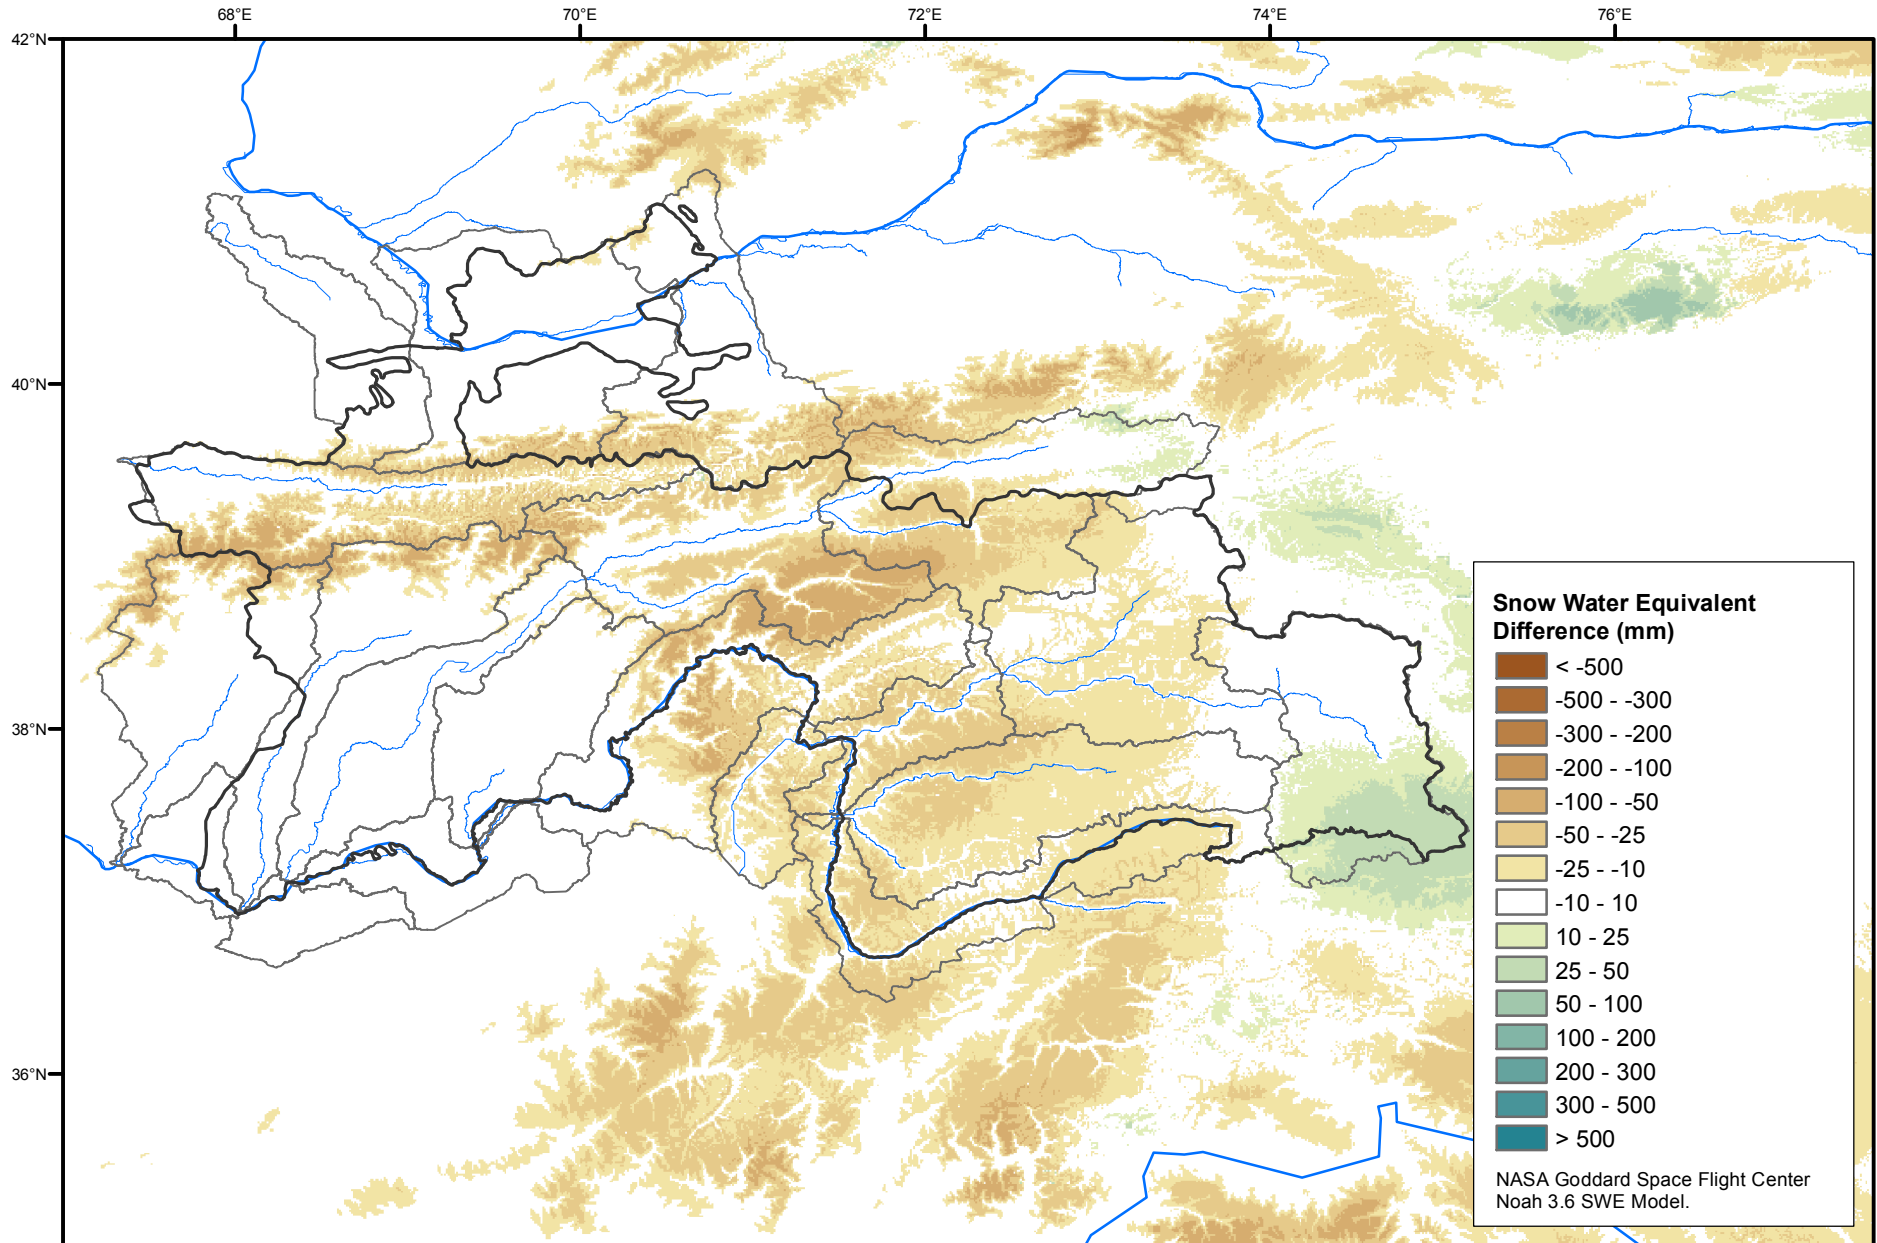 68°E 70°E 72°E 74°E 76°E
42°N
40°N
38°N
36°N
Snow Water Equivalent
Difference (mm)
< -500
-500 - -300
-300 - -200
-200 - -100
-100 - -50
-50 - -25
-25 - -10
-10 - 10
10 - 25
25 - 50
50 - 100
100 - 200
200 - 300
300 - 500
> 500
NASA Goddard Space Flight Center
Noah 3.6 SWE Model.